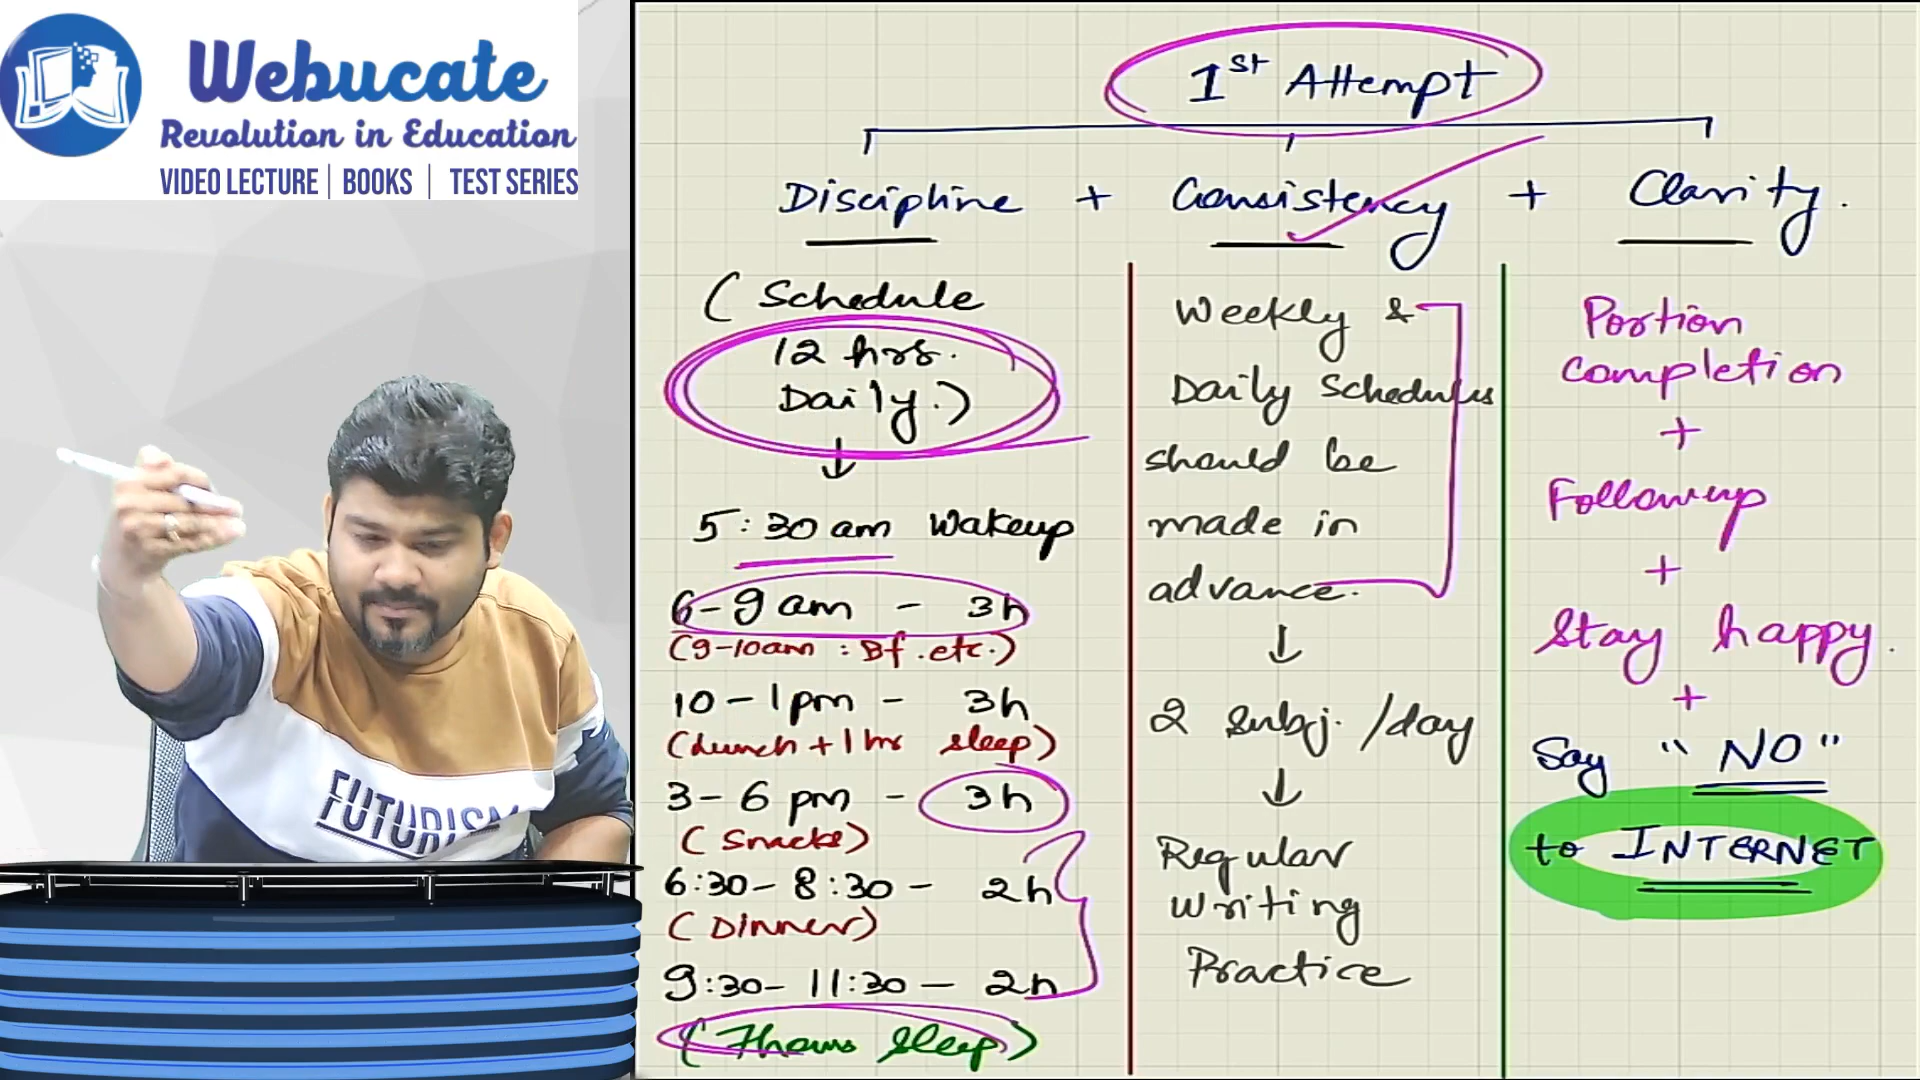 Webucate
Revolution in Education
VIDEO LECTURE | BOOKS | TEST SERIES
FUTURISM
1st Attempt
Discipline + Consistency + Clarity.
(Schedule
12 hrs.
Daily.)
↓
5:30 am Wakeup
6-9 am - 3h
(9-10am : Bf. etc.)
10-1pm - 3h
(Lunch + 1 hr sleep)
3-6 pm - 3h
(Snacks)
6:30-8:30 - 2h
(Dinner)
9:30-11:30 - 2h
(7 hours sleep)
Weekly &
Daily Schedules
should be
made in
advance.
↓
2 subj. /day
↓
Regular
Writing
Practice
Portion
completion
+
Followup
+
Stay happy.
+
Say "NO"
to INTERNET